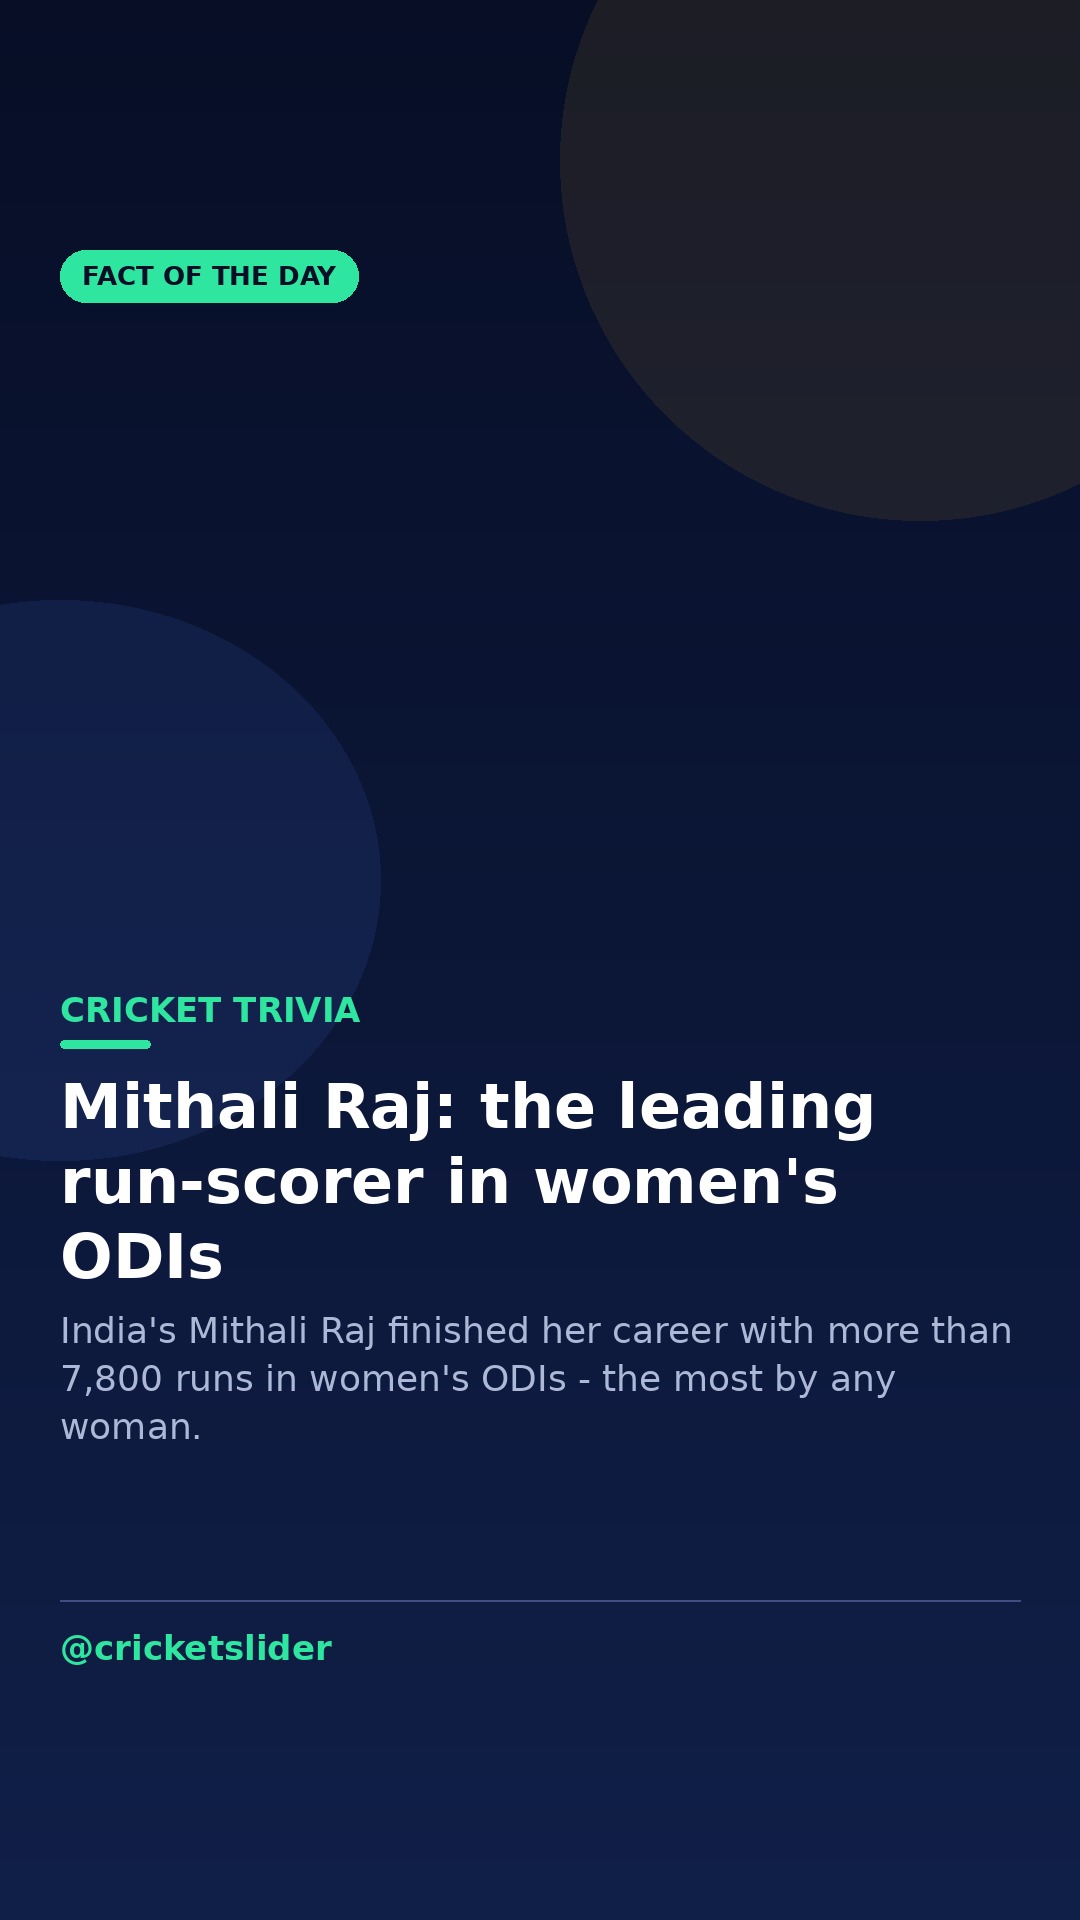 FACT OF THE DAY
CRICKET TRIVIA
Mithali Raj: the leading
run-scorer in women's
ODIs
India's Mithali Raj finished her career with more than
7,800 runs in women's ODIs - the most by any
woman.
@cricketslider